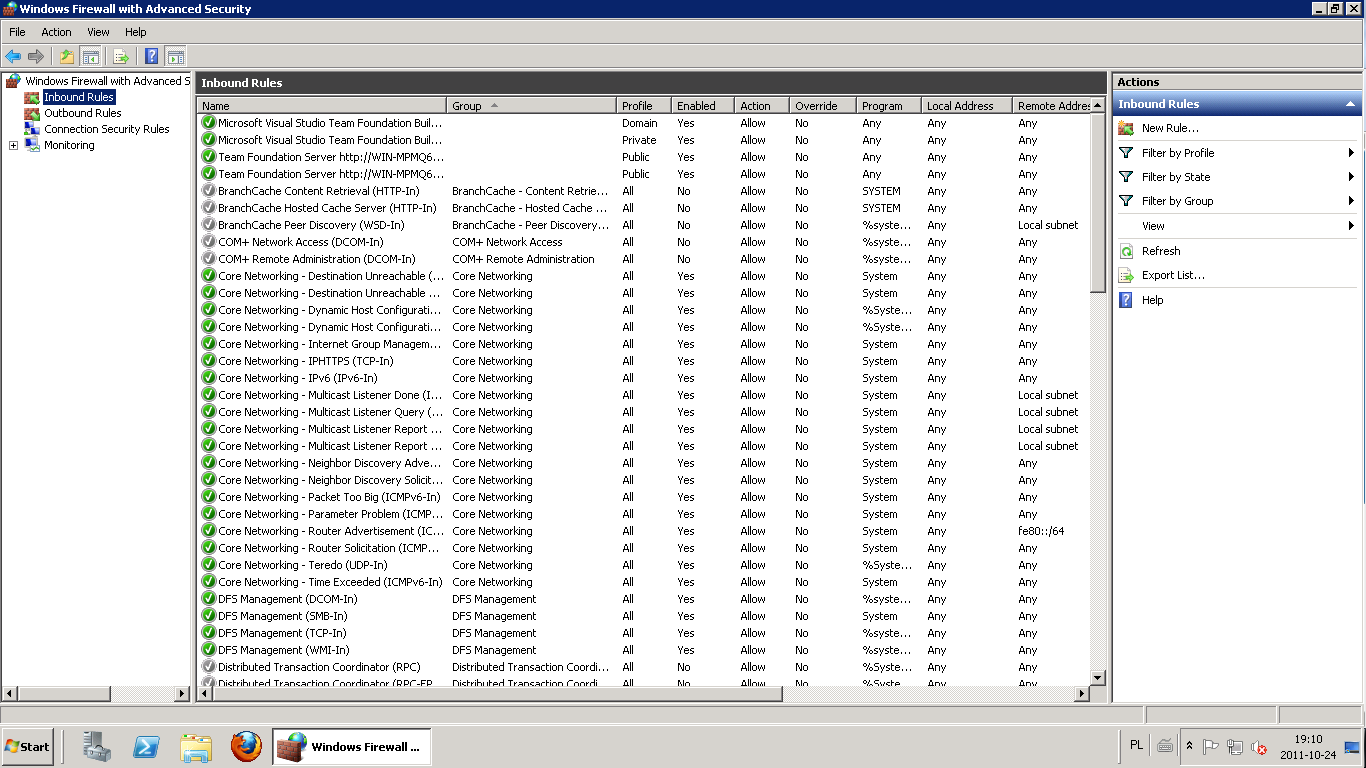 Windows Firewall with Advanced Security
File Action View Help
Windows Firewall with Advanced S
Inbound Rules
Outbound Rules
Connection Security Rules
Monitoring
Inbound Rules
Name Group Profile Enabled Action Override Program Local Address Remote Addres
Microsoft Visual Studio Team Foundation Buil... Domain Yes Allow No Any Any Any
Microsoft Visual Studio Team Foundation Buil... Private Yes Allow No Any Any Any
Team Foundation Server http://WIN-MPMQ6... Public Yes Allow No Any Any Any
Team Foundation Server http://WIN-MPMQ6... Public Yes Allow No Any Any Any
BranchCache Content Retrieval (HTTP-In) BranchCache - Content Retrie... All No Allow No SYSTEM Any Any
BranchCache Hosted Cache Server (HTTP-In) BranchCache - Hosted Cache ... All No Allow No SYSTEM Any Any
BranchCache Peer Discovery (WSD-In) BranchCache - Peer Discovery... All No Allow No %syste... Any Local subnet
COM+ Network Access (DCOM-In) COM+ Network Access All No Allow No %syste... Any Any
COM+ Remote Administration (DCOM-In) COM+ Remote Administration All No Allow No %syste... Any Any
Core Networking - Destination Unreachable (... Core Networking All Yes Allow No System Any Any
Core Networking - Destination Unreachable ... Core Networking All Yes Allow No System Any Any
Core Networking - Dynamic Host Configurati... Core Networking All Yes Allow No %Syste... Any Any
Core Networking - Dynamic Host Configurati... Core Networking All Yes Allow No %Syste... Any Any
Core Networking - Internet Group Managem... Core Networking All Yes Allow No System Any Any
Core Networking - IPHTTPS (TCP-In) Core Networking All Yes Allow No System Any Any
Core Networking - IPv6 (IPv6-In) Core Networking All Yes Allow No System Any Any
Core Networking - Multicast Listener Done (I... Core Networking All Yes Allow No System Any Local subnet
Core Networking - Multicast Listener Query (... Core Networking All Yes Allow No System Any Local subnet
Core Networking - Multicast Listener Report ... Core Networking All Yes Allow No System Any Local subnet
Core Networking - Multicast Listener Report ... Core Networking All Yes Allow No System Any Local subnet
Core Networking - Neighbor Discovery Adve... Core Networking All Yes Allow No System Any Any
Core Networking - Neighbor Discovery Solicit... Core Networking All Yes Allow No System Any Any
Core Networking - Packet Too Big (ICMPv6-In) Core Networking All Yes Allow No System Any Any
Core Networking - Parameter Problem (ICMP... Core Networking All Yes Allow No System Any Any
Core Networking - Router Advertisement (IC... Core Networking All Yes Allow No System Any fe80::/64
Core Networking - Router Solicitation (ICMP... Core Networking All Yes Allow No System Any Any
Core Networking - Teredo (UDP-In) Core Networking All Yes Allow No %Syste... Any Any
Core Networking - Time Exceeded (ICMPv6-In) Core Networking All Yes Allow No System Any Any
DFS Management (DCOM-In) DFS Management All Yes Allow No %syste... Any Any
DFS Management (SMB-In) DFS Management All Yes Allow No System Any Any
DFS Management (TCP-In) DFS Management All Yes Allow No %syste... Any Any
DFS Management (WMI-In) DFS Management All Yes Allow No %syste... Any Any
Distributed Transaction Coordinator (RPC) Distributed Transaction Coordi... All No Allow No %Syste... Any Any
Distributed Transaction Coordinator (RPC-EP Distributed Transaction Coordi All No Allow No %Syste Any Any
Actions
Inbound Rules
New Rule...
Filter by Profile
Filter by State
Filter by Group
View
Refresh
Export List...
Help
Start
Windows Firewall ...
PL
19:10
2011-10-24